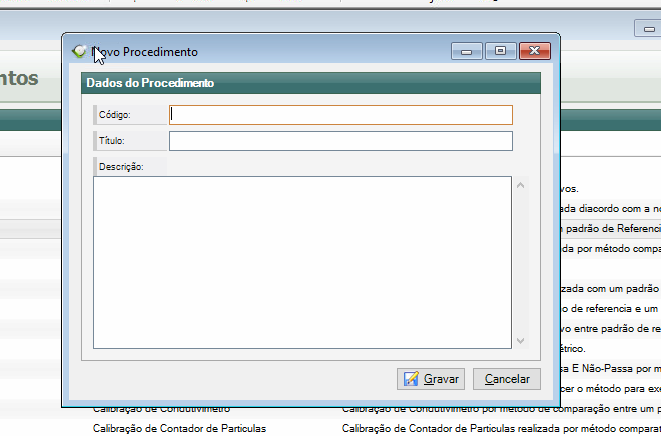 Novo Procedimento
ntos
Dados do Procedimento
Código:
Título:
Descrição:
vos.
ada diacordo com a no
padrão de Referenci
da por método compa
zada com um padrão
o de referencia e um
vo entre padrão de re
étrico.
sa E Não-Passa por m
cer o método para exe
Gravar
Cancelar
Calibração de Condutivimetro
Calibração de Condutivimetro por método de comparação entre um p
Calibração de Contador de Particulas
Calibração de Contador de Particulas realizada por método comparat